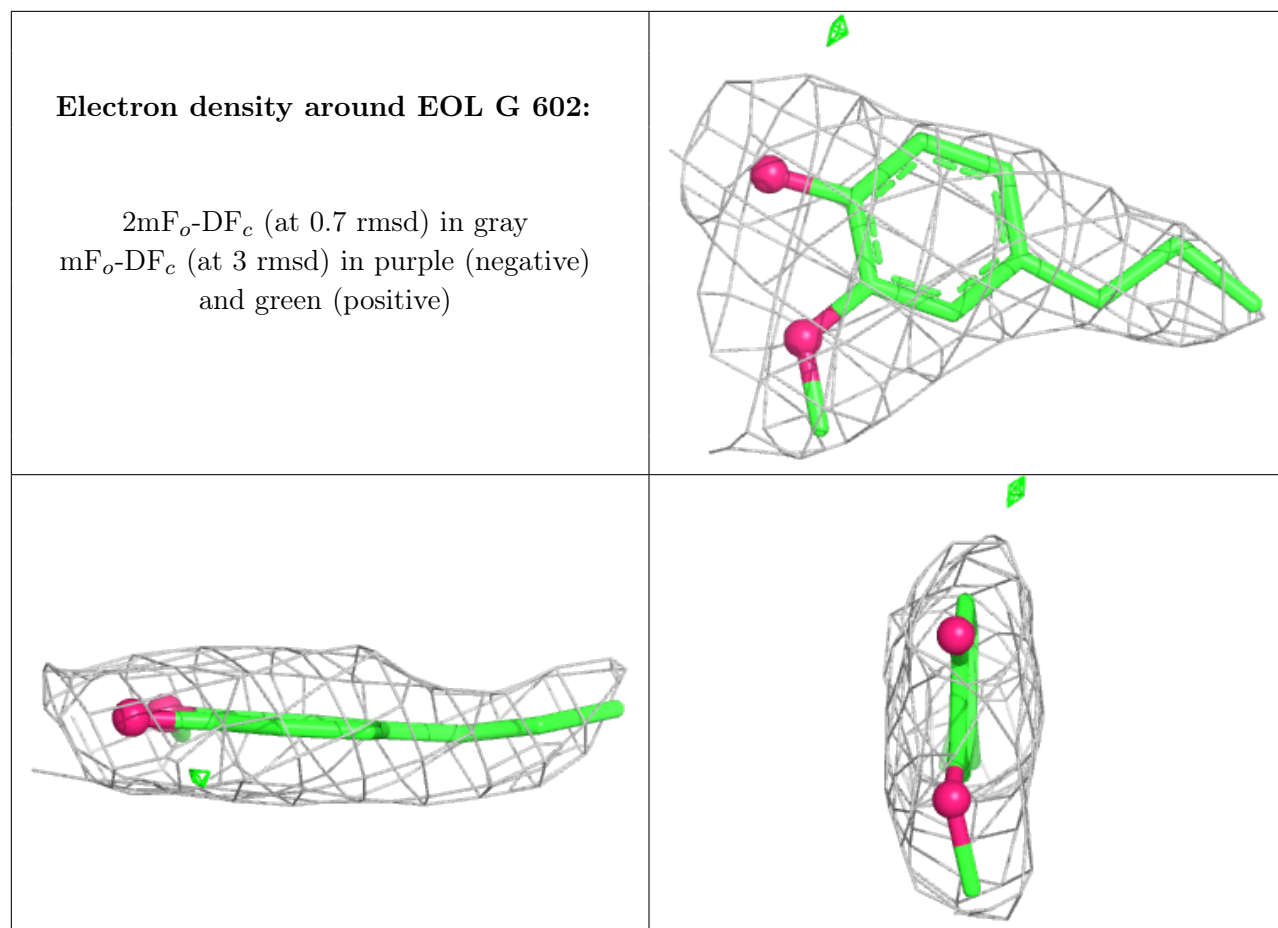 Electron density around EOL G 602:
2mFo-DFc (at 0.7 rmsd) in gray
mFo-DFc (at 3 rmsd) in purple (negative)
and green (positive)